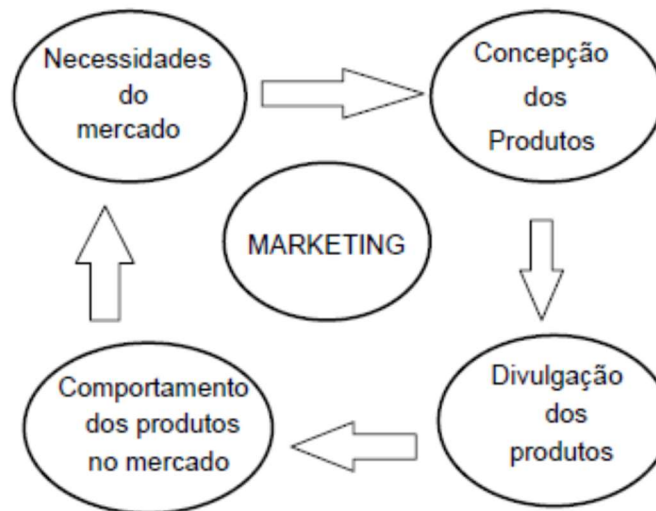 Necessidades
do
mercado
Concepção
dos
Produtos
MARKETING
Comportamento
dos produtos
no mercado
Divulgação
dos
produtos